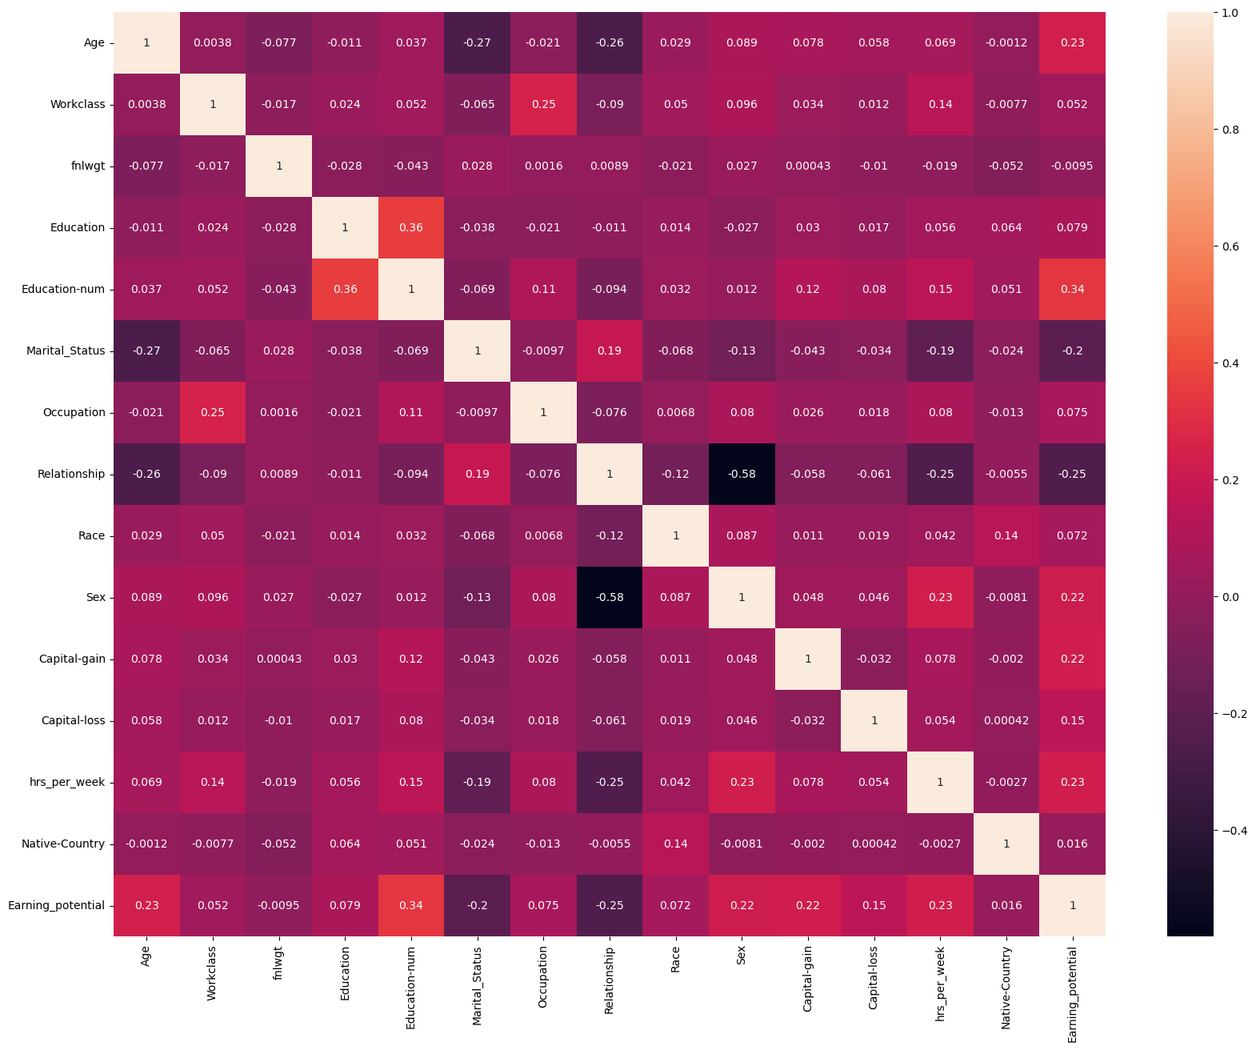 Age 1 0.0038 -0.077 -0.011 0.037 -0.27 -0.021 -0.26 0.029 0.089 0.078 0.058 0.069 -0.0012 0.23
Workclass 0.0038 1 -0.017 0.024 0.052 -0.065 0.25 -0.09 0.05 0.096 0.034 0.012 0.14 -0.0077 0.052
fnlwgt -0.077 -0.017 1 -0.028 -0.043 0.028 0.0016 0.0089 -0.021 0.027 0.00043 -0.01 -0.019 -0.052 -0.0095
Education -0.011 0.024 -0.028 1 0.36 -0.038 -0.021 -0.011 0.014 -0.027 0.03 0.017 0.056 0.064 0.079
Education-num 0.037 0.052 -0.043 0.36 1 -0.069 0.11 -0.094 0.032 0.012 0.12 0.08 0.15 0.051 0.34
Marital_Status -0.27 -0.065 0.028 -0.038 -0.069 1 -0.0097 0.19 -0.068 -0.13 -0.043 -0.034 -0.19 -0.024 -0.2
Occupation -0.021 0.25 0.0016 -0.021 0.11 -0.0097 1 -0.076 0.0068 0.08 0.026 0.018 0.08 -0.013 0.075
Relationship -0.26 -0.09 0.0089 -0.011 -0.094 0.19 -0.076 1 -0.12 -0.58 -0.058 -0.061 -0.25 -0.0055 -0.25
Race 0.029 0.05 -0.021 0.014 0.032 -0.068 0.0068 -0.12 1 0.087 0.011 0.019 0.042 0.14 0.072
Sex 0.089 0.096 0.027 -0.027 0.012 -0.13 0.08 -0.58 0.087 1 0.048 0.046 0.23 -0.0081 0.22
Capital-gain 0.078 0.034 0.00043 0.03 0.12 -0.043 0.026 -0.058 0.011 0.048 1 -0.032 0.078 -0.002 0.22
Capital-loss 0.058 0.012 -0.01 0.017 0.08 -0.034 0.018 -0.061 0.019 0.046 -0.032 1 0.054 0.00042 0.15
hrs_per_week 0.069 0.14 -0.019 0.056 0.15 -0.19 0.08 -0.25 0.042 0.23 0.078 0.054 1 -0.0027 0.23
Native-Country -0.0012 -0.0077 -0.052 0.064 0.051 -0.024 -0.013 -0.0055 0.14 -0.0081 -0.002 0.00042 -0.0027 1 0.016
Earning_potential 0.23 0.052 -0.0095 0.079 0.34 -0.2 0.075 -0.25 0.072 0.22 0.22 0.15 0.23 0.016 1
Age
Workclass
fnlwgt
Education
Education-num
Marital_Status
Occupation
Relationship
Race
Sex
Capital-gain
Capital-loss
hrs_per_week
Native-Country
Earning_potential
1.0
0.8
0.6
0.4
0.2
0.0
−0.2
−0.4